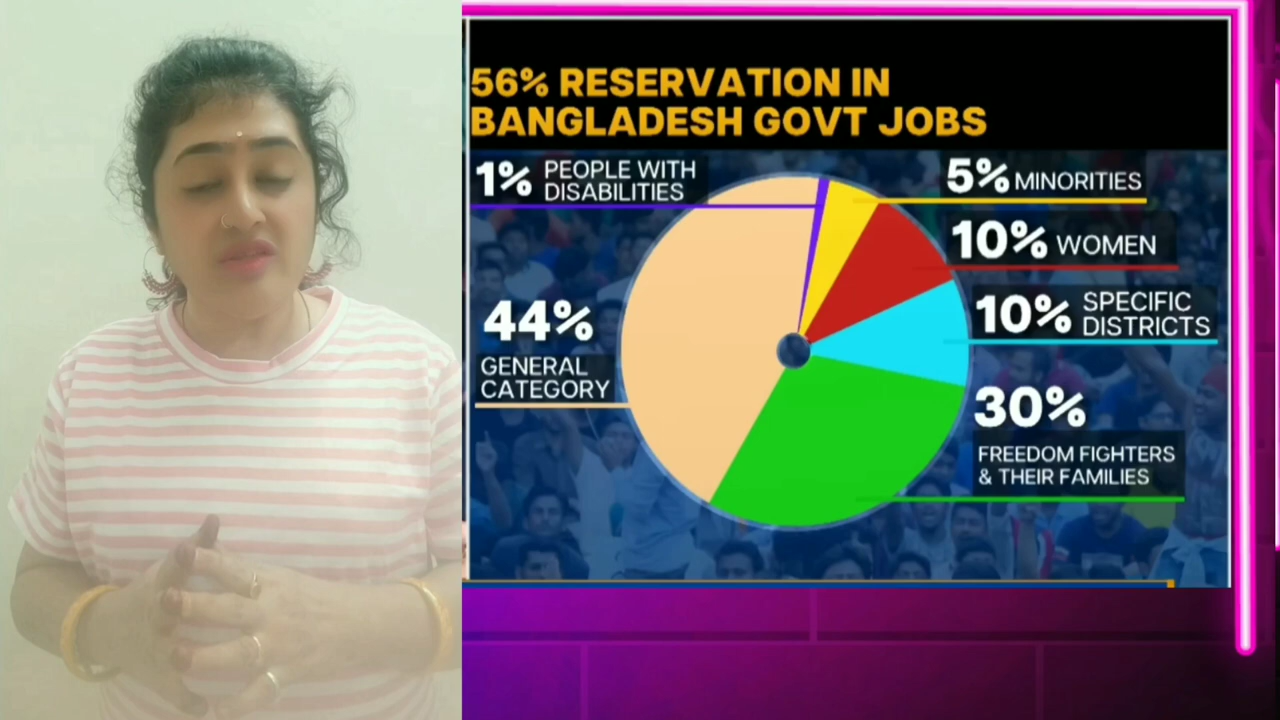 56% RESERVATION IN
BANGLADESH GOVT JOBS
1% PEOPLE WITH
DISABILITIES
5% MINORITIES
10% WOMEN
10% SPECIFIC
DISTRICTS
44%
GENERAL
CATEGORY
30%
FREEDOM FIGHTERS
& THEIR FAMILIES